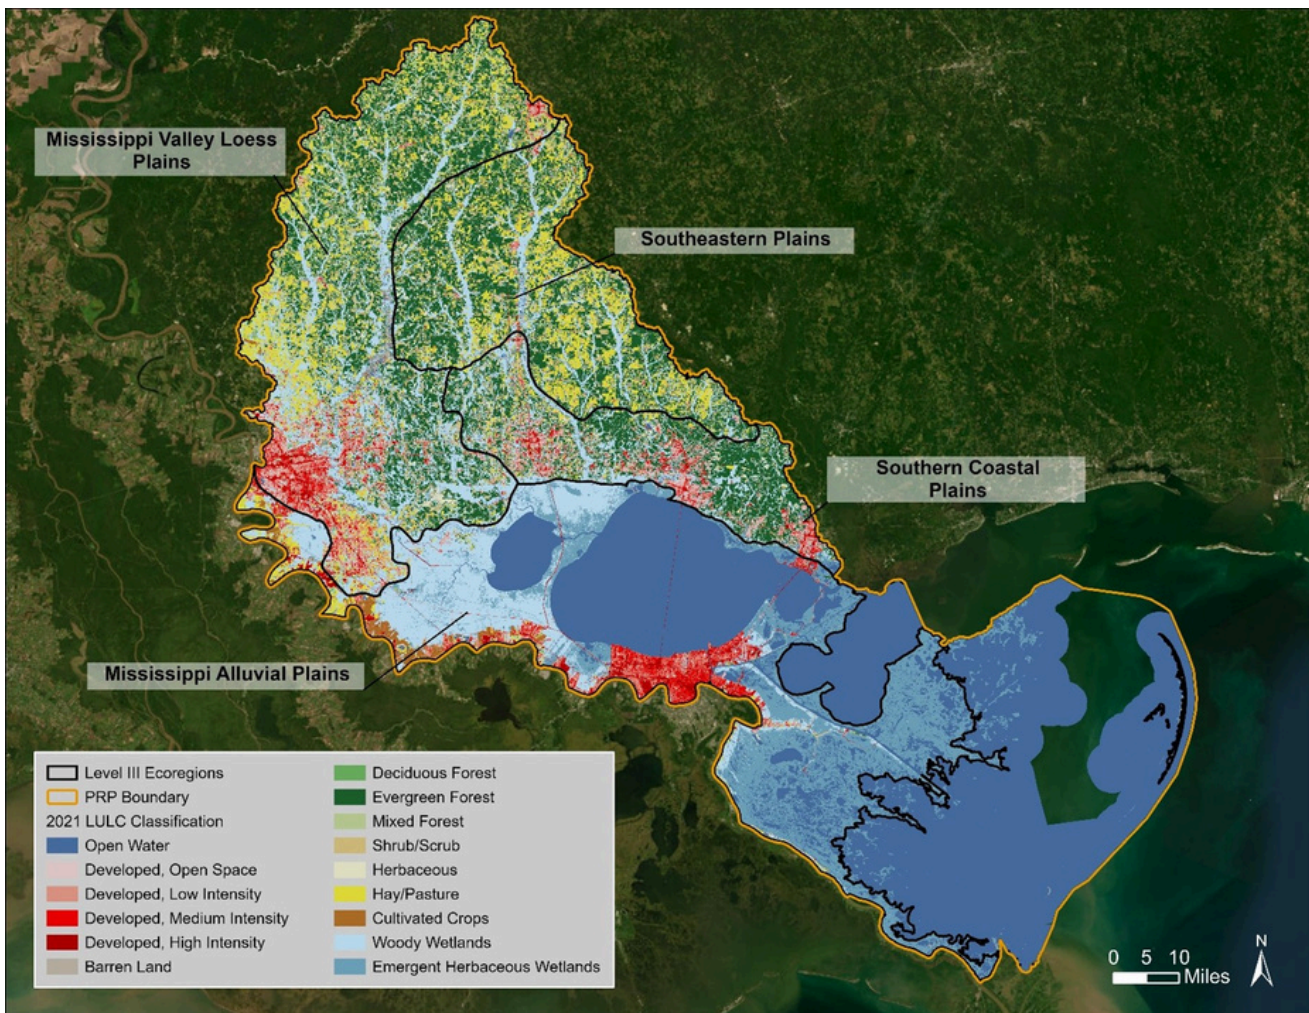 Mississippi Valley Loess
Plains
Southeastern Plains
Southern Coastal
Plains
Mississippi Alluvial Plains
Level III Ecoregions
PRP Boundary
2021 LULC Classification
Open Water
Developed, Open Space
Developed, Low Intensity
Developed, Medium Intensity
Developed, High Intensity
Barren Land
Deciduous Forest
Evergreen Forest
Mixed Forest
Shrub/Scrub
Herbaceous
Hay/Pasture
Cultivated Crops
Woody Wetlands
Emergent Herbaceous Wetlands
N
0 5 10
Miles